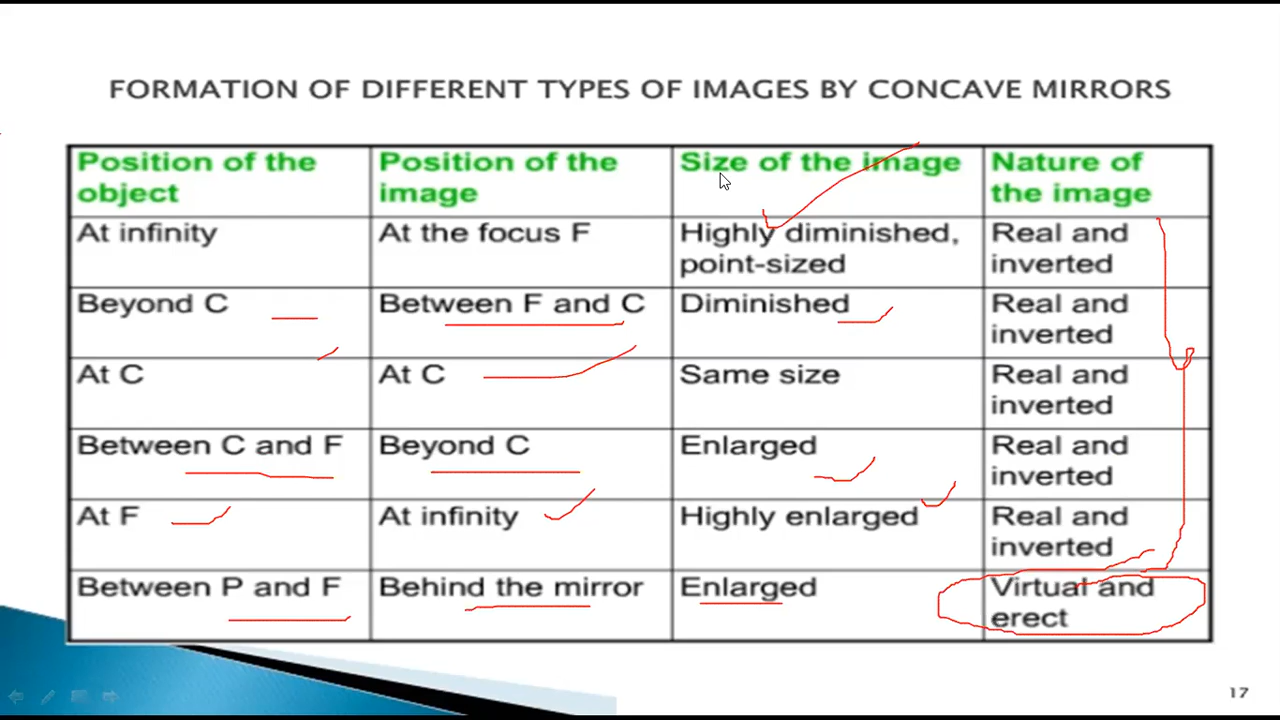 FORMATION OF DIFFERENT TYPES OF IMAGES BY CONCAVE MIRRORS
Position of the object | Position of the image | Size of the image | Nature of the image
At infinity | At the focus F | Highly diminished, point-sized | Real and inverted
Beyond C | Between F and C | Diminished | Real and inverted
At C | At C | Same size | Real and inverted
Between C and F | Beyond C | Enlarged | Real and inverted
At F | At infinity | Highly enlarged | Real and inverted
Between P and F | Behind the mirror | Enlarged | Virtual and erect
17